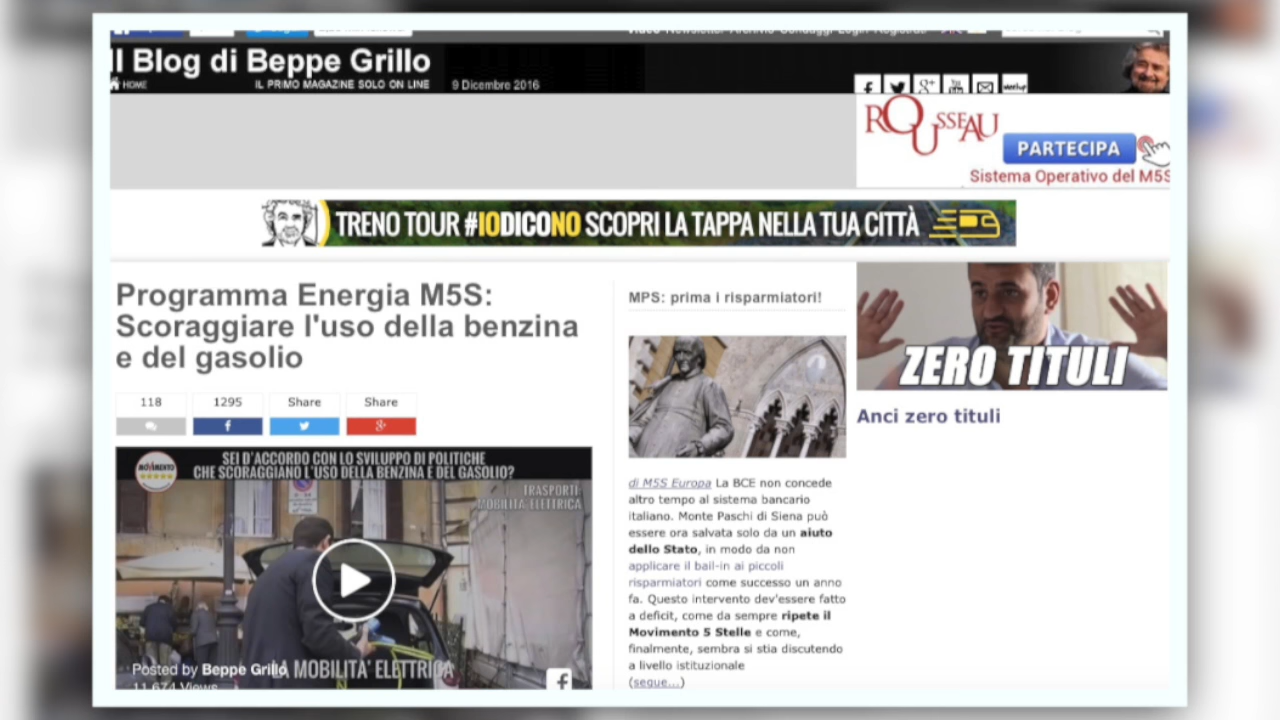 Il Blog di Beppe Grillo
HOME
IL PRIMO MAGAZINE SOLO ON LINE
9 Dicembre 2016
ROUSSEAU
PARTECIPA
Sistema Operativo del M5S
TRENO TOUR #IODICONO SCOPRI LA TAPPA NELLA TUA CITTÀ
Programma Energia M5S:
Scoraggiare l'uso della benzina
e del gasolio
118
1295
Share
Share
MOVIMENTO
SEI D'ACCORDO CON LO SVILUPPO DI POLITICHE
CHE SCORAGGIANO L'USO DELLA BENZINA E DEL GASOLIO?
TRASPORTI:
MOBILITA' ELETTRICA
Posted by Beppe Grillo
LA MOBILITA' ELETTRICA
11.674 Views
MPS: prima i risparmiatori!
di M5S Europa La BCE non concede
altro tempo al sistema bancario
italiano. Monte Paschi di Siena può
essere ora salvata solo da un aiuto
dello Stato, in modo da non
applicare il bail-in ai piccoli
risparmiatori come successo un anno
fa. Questo intervento dev'essere fatto
a deficit, come da sempre ripete il
Movimento 5 Stelle e come,
finalmente, sembra si stia discutendo
a livello istituzionale
(segue...)
ZERO TITULI
Anci zero tituli